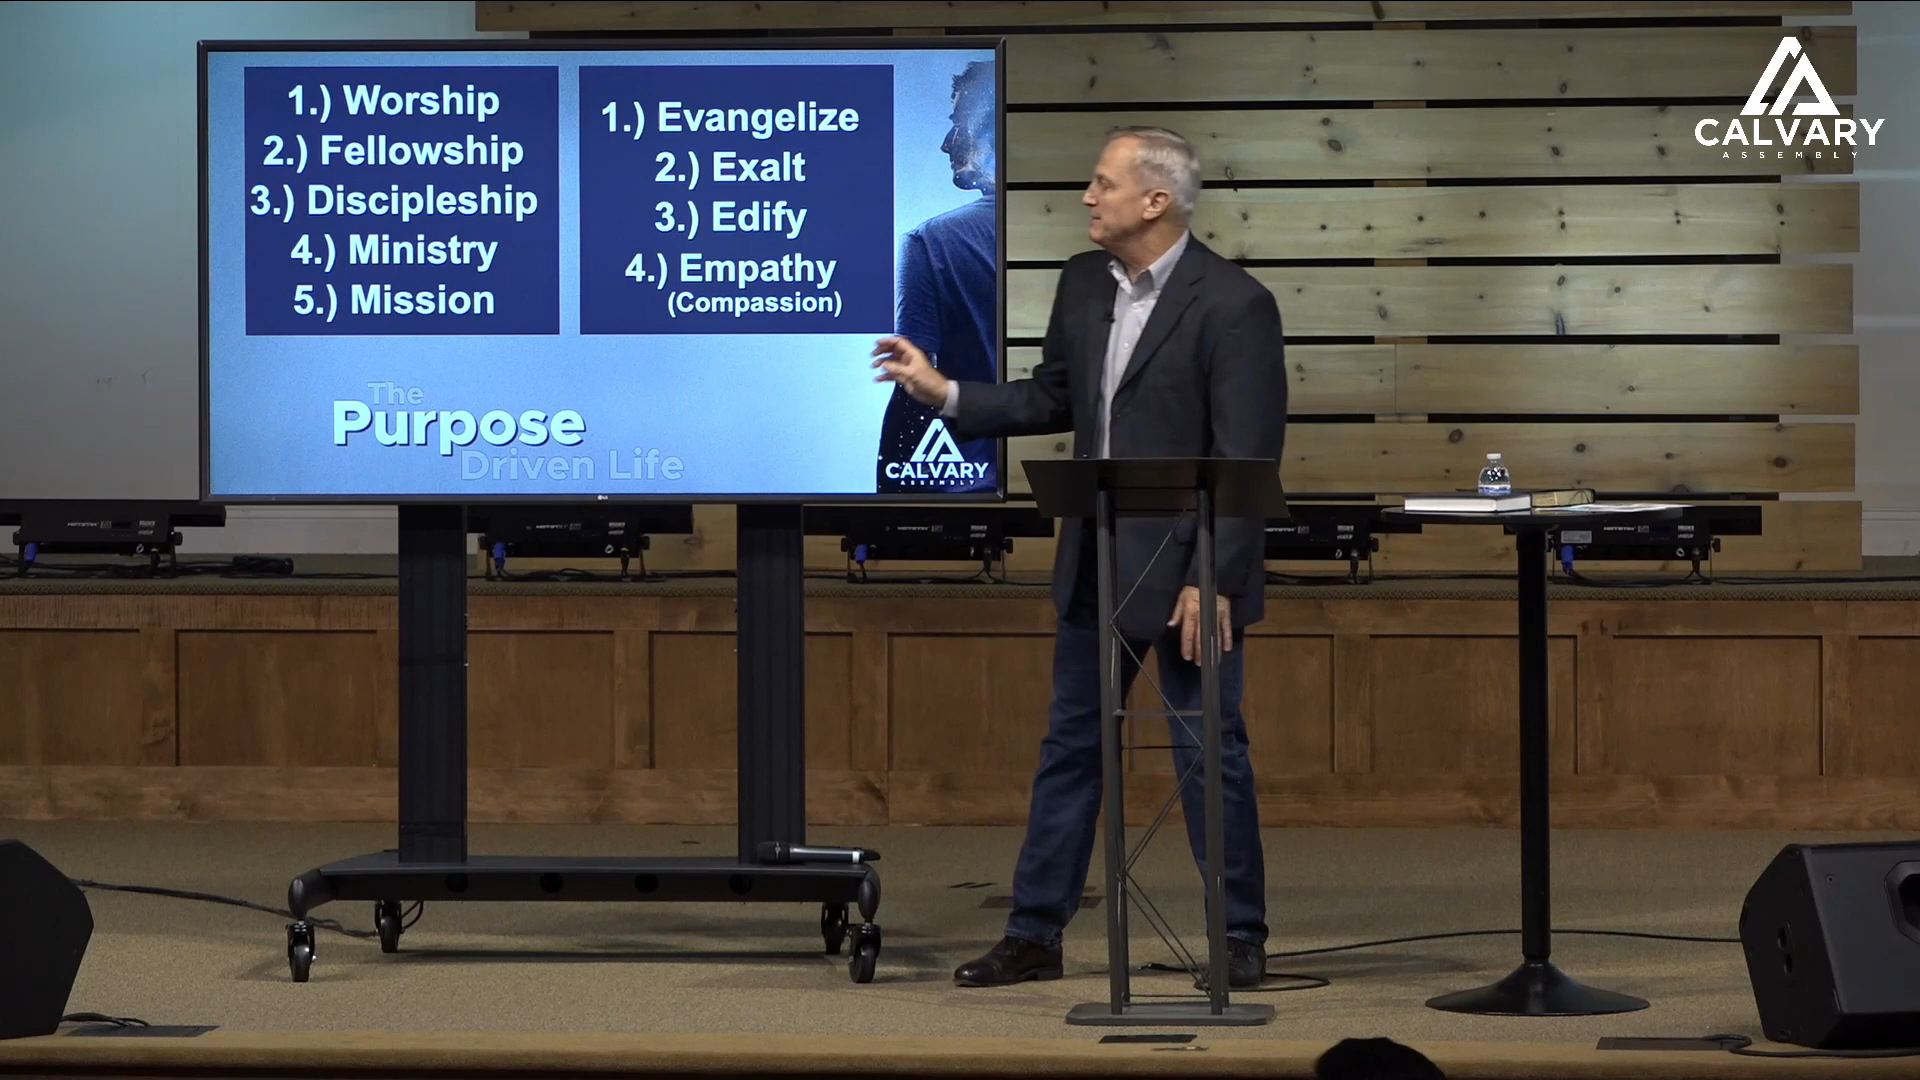 1.) Worship
2.) Fellowship
3.) Discipleship
4.) Ministry
5.) Mission
1.) Evangelize
2.) Exalt
3.) Edify
4.) Empathy
(Compassion)
The
Purpose
Driven Life
CALVARY
ASSEMBLY
LG
CALVARY
ASSEMBLY